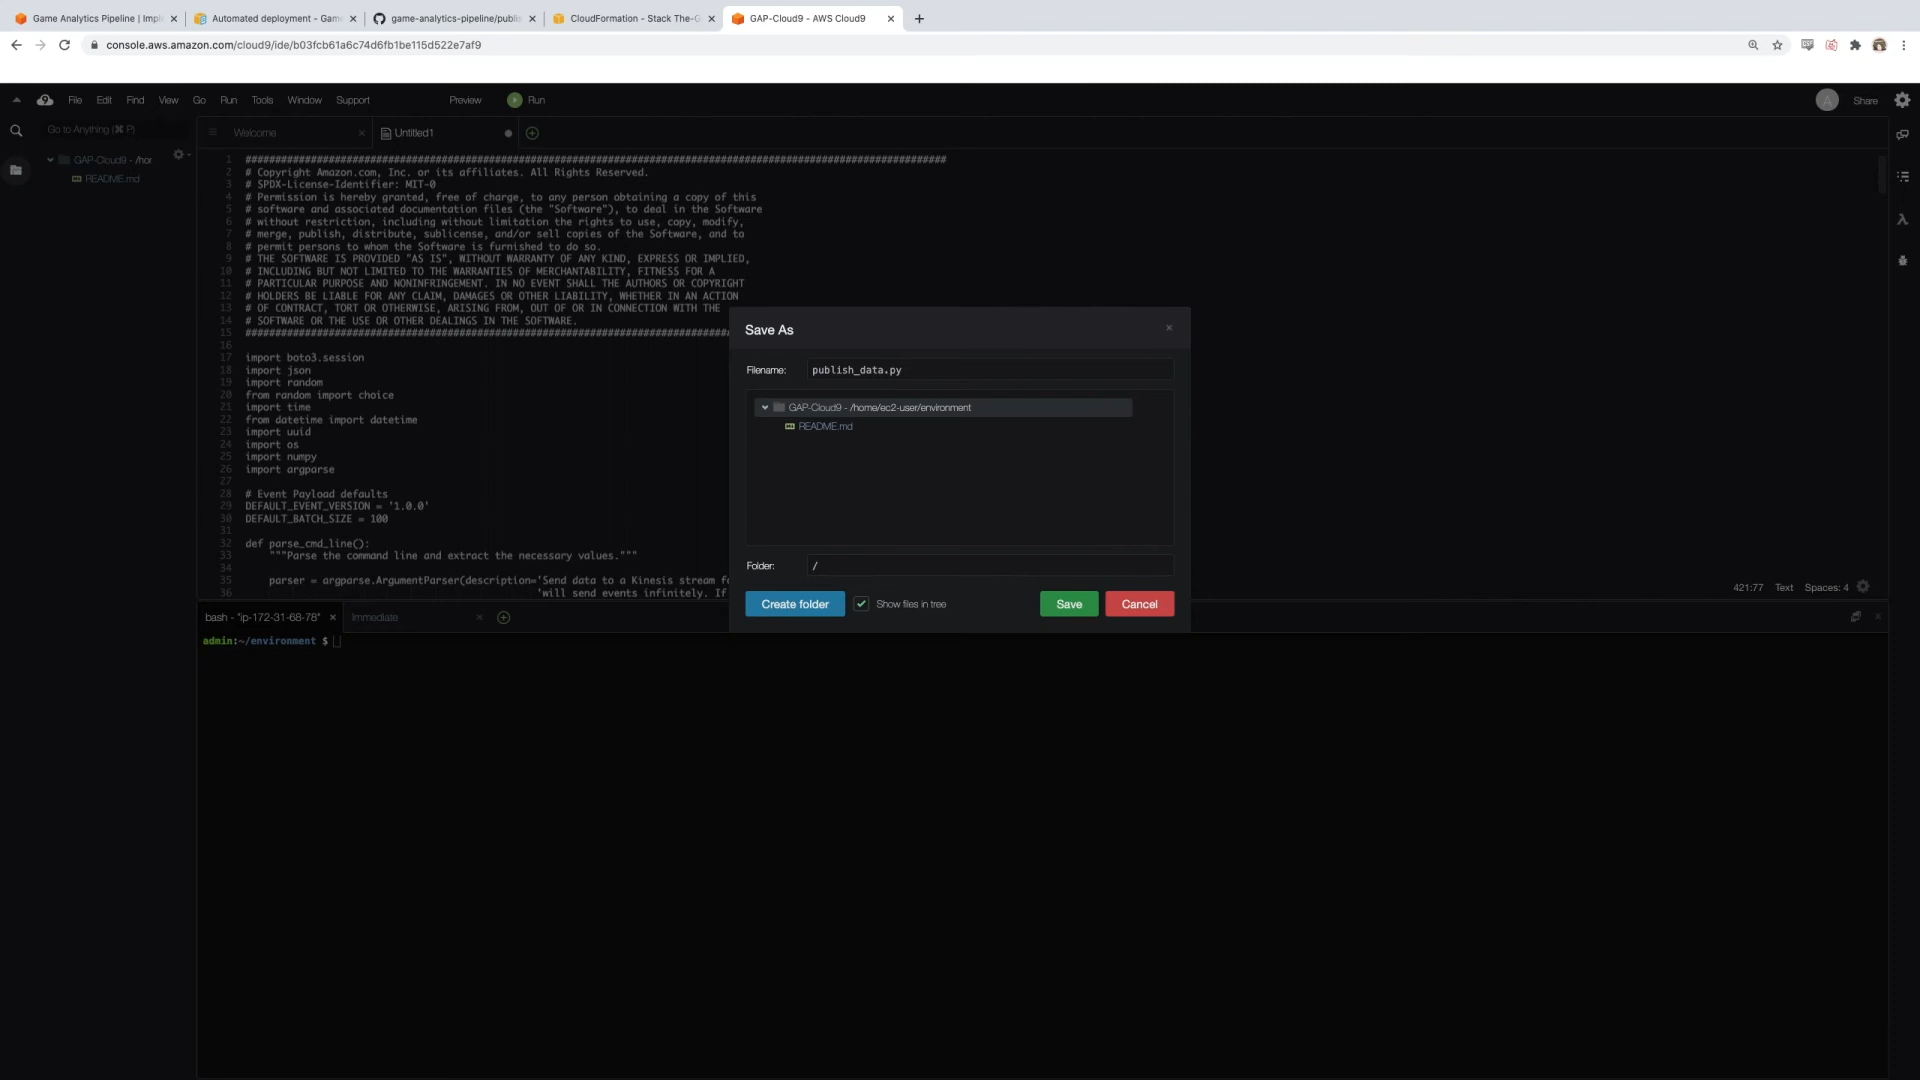 Game Analytics Pipeline | Imple
Automated deployment - Game
game-analytics-pipeline/publis
CloudFormation - Stack The-G
GAP-Cloud9 - AWS Cloud9
console.aws.amazon.com/cloud9/ide/b03fcb61a6c74d6fb1be115d522e7af9
File Edit Find View Go Run Tools Window Support Preview Run
A Share
Go to Anything (⌘ P)
Welcome
Untitled1
GAP-Cloud9 - /hor
README.md
1 ########################################################################################################################
2 # Copyright Amazon.com, Inc. or its affiliates. All Rights Reserved.
3 # SPDX-License-Identifier: MIT-0
4 # Permission is hereby granted, free of charge, to any person obtaining a copy of this
5 # software and associated documentation files (the "Software"), to deal in the Software
6 # without restriction, including without limitation the rights to use, copy, modify,
7 # merge, publish, distribute, sublicense, and/or sell copies of the Software, and to
8 # permit persons to whom the Software is furnished to do so.
9 # THE SOFTWARE IS PROVIDED "AS IS", WITHOUT WARRANTY OF ANY KIND, EXPRESS OR IMPLIED,
10 # INCLUDING BUT NOT LIMITED TO THE WARRANTIES OF MERCHANTABILITY, FITNESS FOR A
11 # PARTICULAR PURPOSE AND NONINFRINGEMENT. IN NO EVENT SHALL THE AUTHORS OR COPYRIGHT
12 # HOLDERS BE LIABLE FOR ANY CLAIM, DAMAGES OR OTHER LIABILITY, WHETHER IN AN ACTION
13 # OF CONTRACT, TORT OR OTHERWISE, ARISING FROM, OUT OF OR IN CONNECTION WITH THE
14 # SOFTWARE OR THE USE OR OTHER DEALINGS IN THE SOFTWARE.
15 ###################################################################################
16
17 import boto3.session
18 import json
19 import random
20 from random import choice
21 import time
22 from datetime import datetime
23 import uuid
24 import os
25 import numpy
26 import argparse
27
28 # Event Payload defaults
29 DEFAULT_EVENT_VERSION = '1.0.0'
30 DEFAULT_BATCH_SIZE = 100
31
32 def parse_cmd_line():
33 """Parse the command line and extract the necessary values."""
34
35 parser = argparse.ArgumentParser(description='Send data to a Kinesis stream fo
36 'will send events infinitely. If
Save As
Filename: publish_data.py
GAP-Cloud9 - /home/ec2-user/environment
README.md
Folder: /
Create folder
Show files in tree
Save
Cancel
421:77 Text Spaces: 4
bash - "ip-172-31-68-78"
Immediate
admin:~/environment $